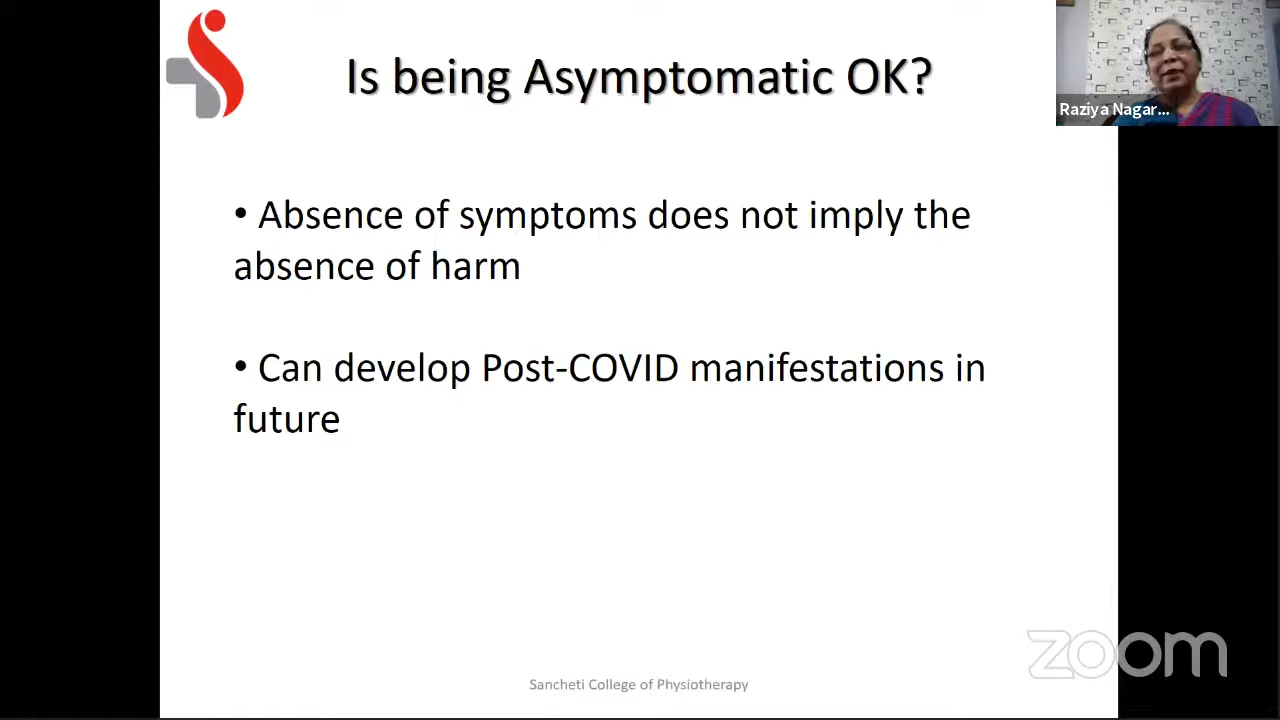 Is being Asymptomatic OK?
Raziya Nagar...
• Absence of symptoms does not imply the
absence of harm
• Can develop Post-COVID manifestations in
future
zoom
Sancheti College of Physiotherapy